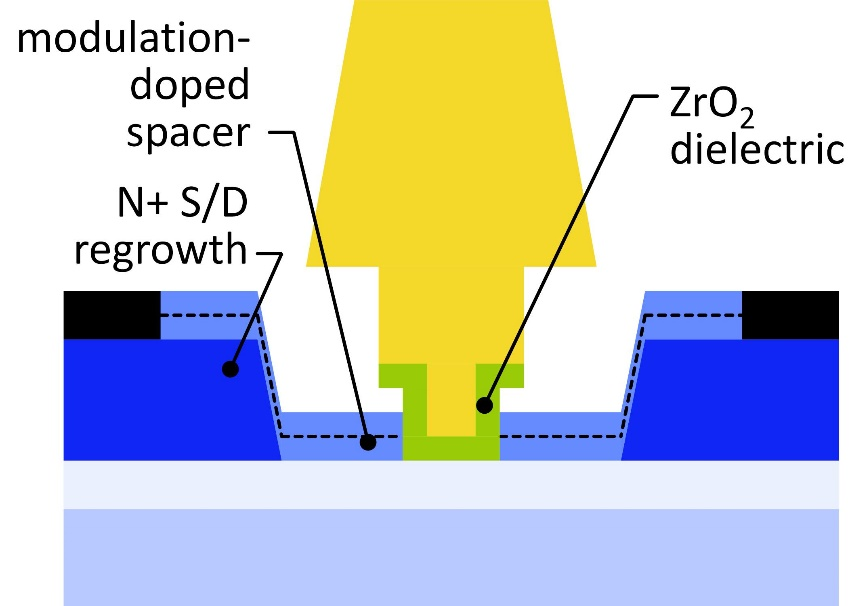 modulation-
doped
spacer
N+ S/D
regrowth
ZrO₂
dielectric